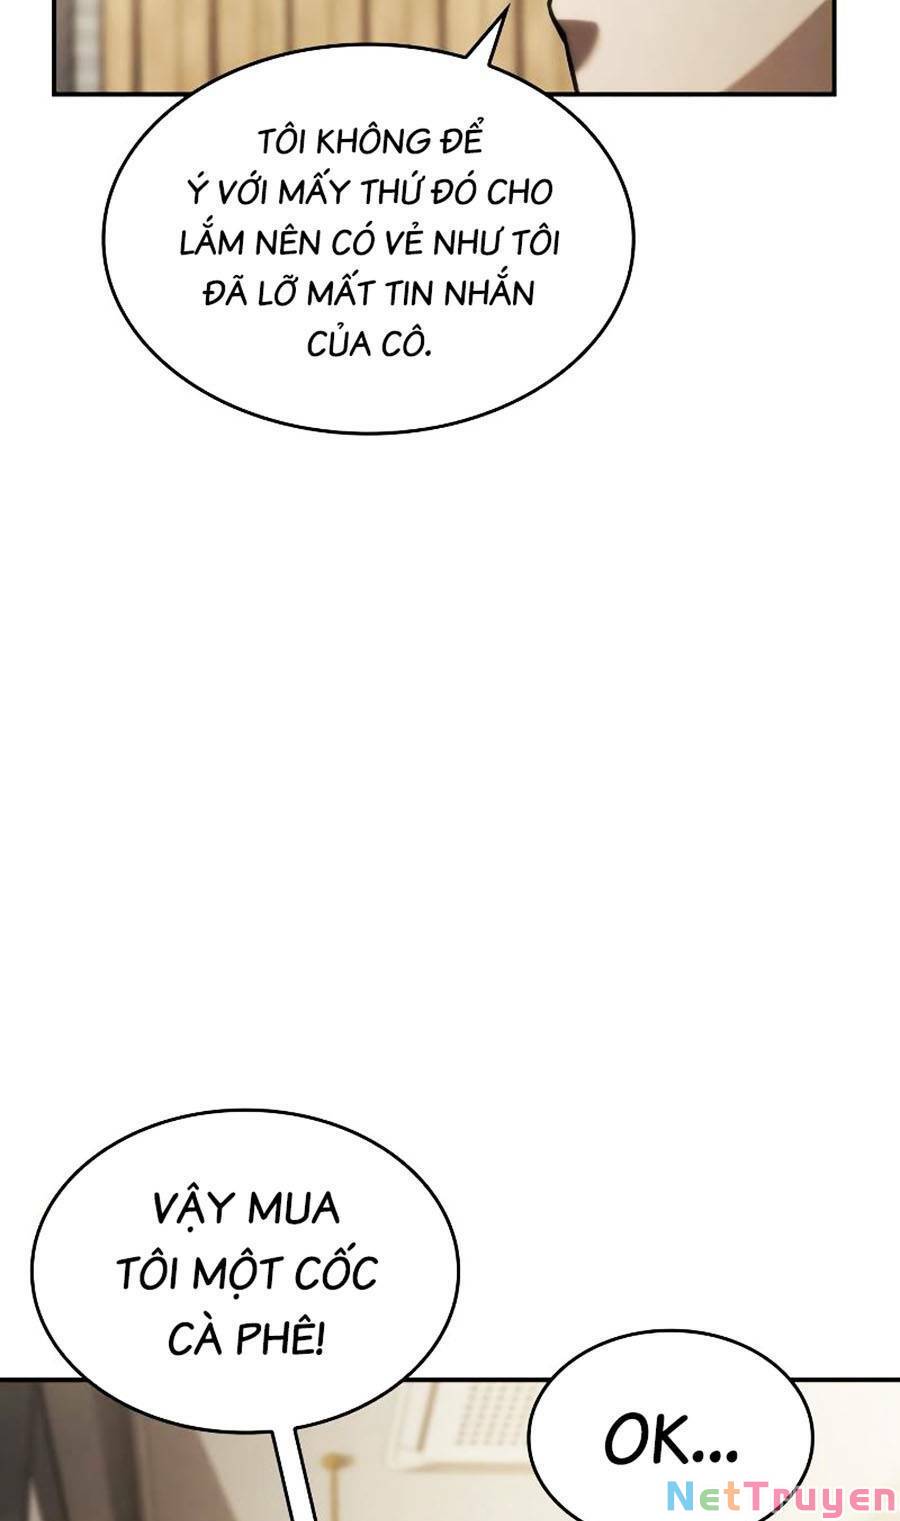 TÔI KHÔNG ĐỂ
Ý VỚI MẤY THỨ ĐÓ CHO
LẮM NÊN CÓ VẺ NHƯ TÔI
ĐÃ LỠ MẤT TIN NHẮN
CỦA CÔ.
VẬY MUA
TÔI MỘT CỐC
CÀ PHÊ!
OK...
NetTruyen